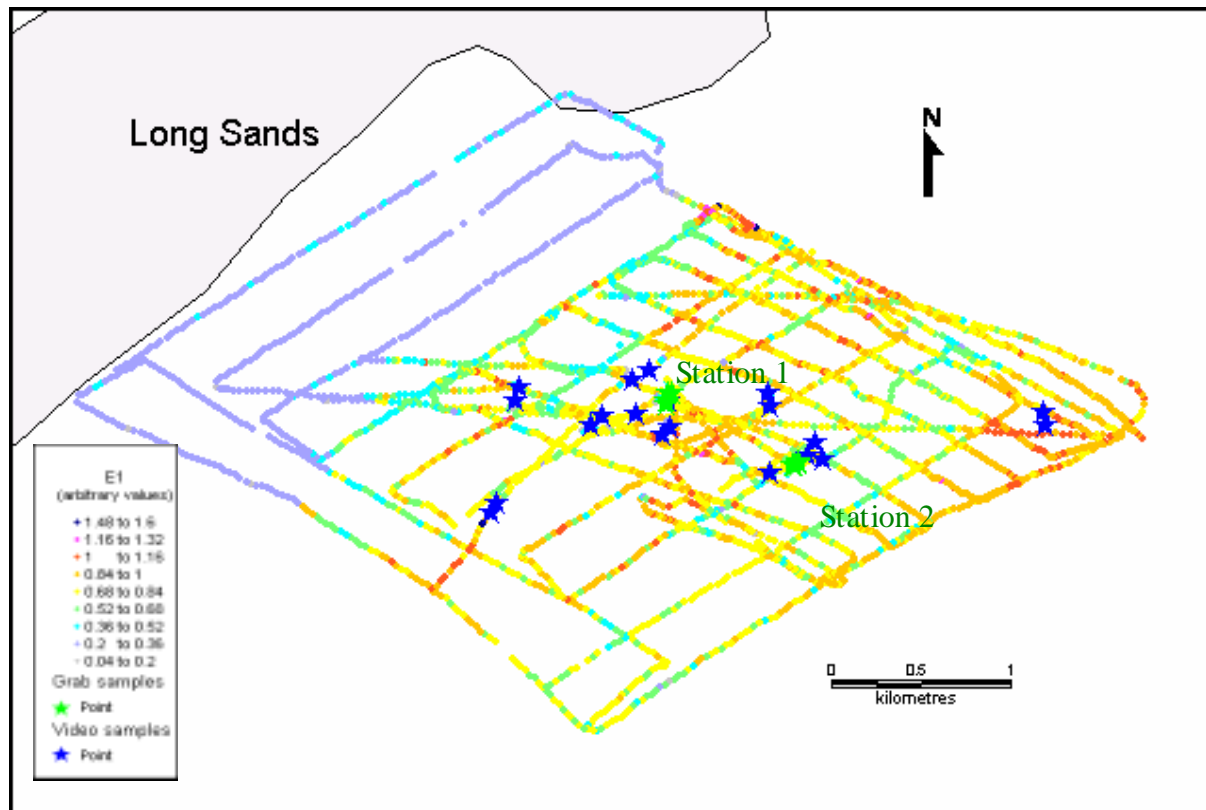 Long Sands
N
Station 1
Station 2
0 0.5 1
kilometres
E1
(arbitrary values)
1.48 to 1.6
1.16 to 1.32
1 to 1.16
0.84 to 1
0.68 to 0.84
0.52 to 0.68
0.36 to 0.52
0.2 to 0.36
0.04 to 0.2
Grab samples
Point
Video samples
Point